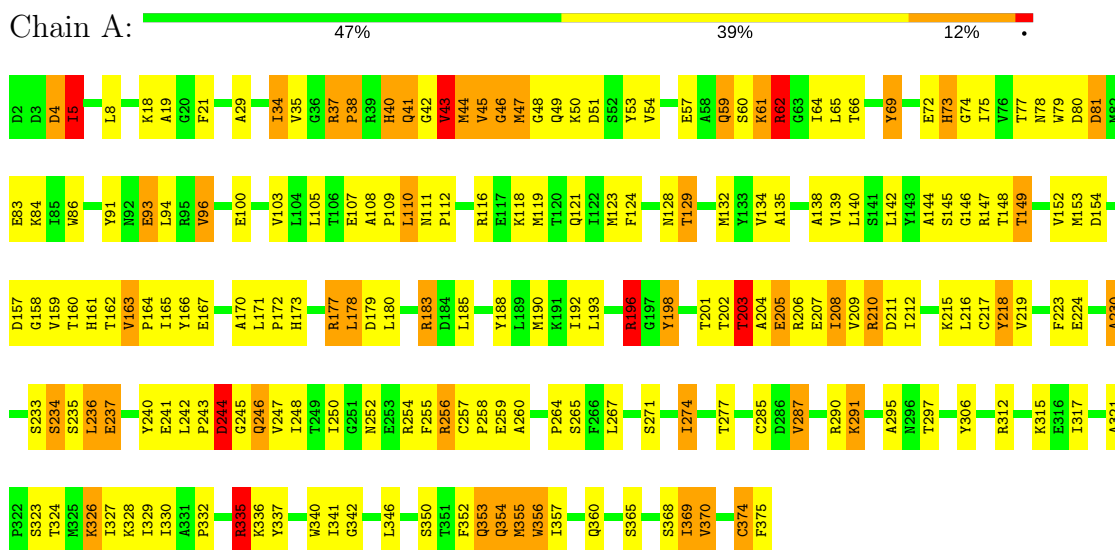 Chain A:
47% 39% 12% •
D2 D3 D4 I5 L8 K18 A19 G20 F21 A29 I34 V35 G36 R37 P38 R39 H40 Q41 G42 V43 M44 V45 G46 M47 G48 Q49 K50 D51 S52 Y53 V54 E57 A58 Q59 S60 K61 R62 G63 I64 L65 T66 Y69 E72 H73 G74 I75 V76 T77 N78 W79 D80 D81 M82
E83 K84 I85 W86 Y91 N92 E93 L94 R95 V96 E100 V103 L104 L105 T106 E107 A108 P109 L110 N111 P112 R116 E117 K118 M119 T120 Q121 I122 M123 F124 N128 T129 M132 Y133 V134 A135 A138 V139 L140 S141 L142 Y143 A144 S145 G146 R147 T148 T149 V152 M153 D154
D157 G158 V159 T160 H161 T162 V163 P164 I165 Y166 E167 A170 L171 P172 H173 R177 L178 D179 L180 R183 D184 L185 Y188 L189 M190 K191 I192 L193 R196 G197 Y198 T201 T202 T203 A204 E205 R206 E207 I208 V209 R210 D211 I212 K215 L216 C217 Y218 V219 F223 E224 A230
S233 S234 S235 L236 E237 Y240 E241 L242 P243 D244 G245 Q246 V247 I248 T249 I250 G251 N252 E253 R254 F255 R256 C257 P258 E259 A260 P264 S265 F266 L267 S271 I274 T277 C285 D286 V287 R290 K291 A295 N296 T297 Y306 R312 K315 E316 I317 A321
P322 S323 T324 M325 K326 I327 K328 I329 I330 A331 P332 R335 K336 Y337 W340 I341 G342 L346 S350 T351 F352 Q353 Q354 M355 W356 I357 Q360 S365 S368 I369 V370 C374 F375